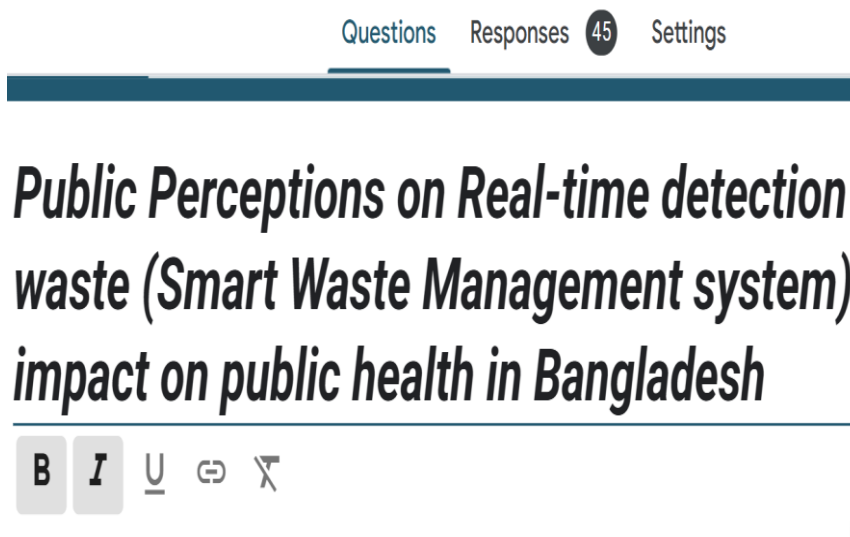 Questions Responses 45 Settings
Public Perceptions on Real-time detection
waste (Smart Waste Management system)
impact on public health in Bangladesh
B I U